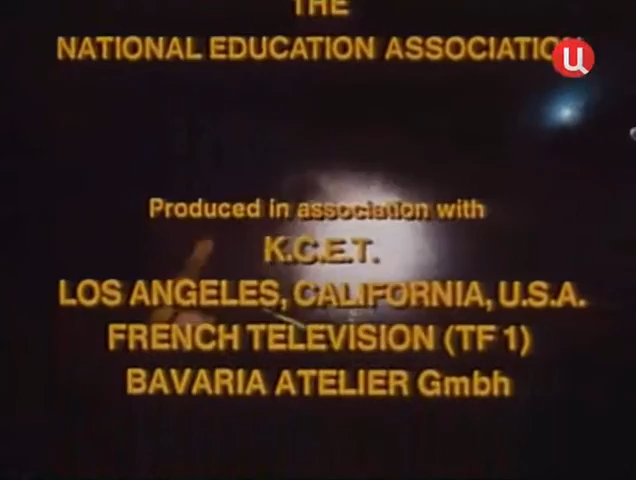 THE
NATIONAL EDUCATION ASSOCIATION
Ц
Produced in association with
K.C.E.T.
LOS ANGELES, CALIFORNIA, U.S.A.
FRENCH TELEVISION (TF 1)
BAVARIA ATELIER Gmbh